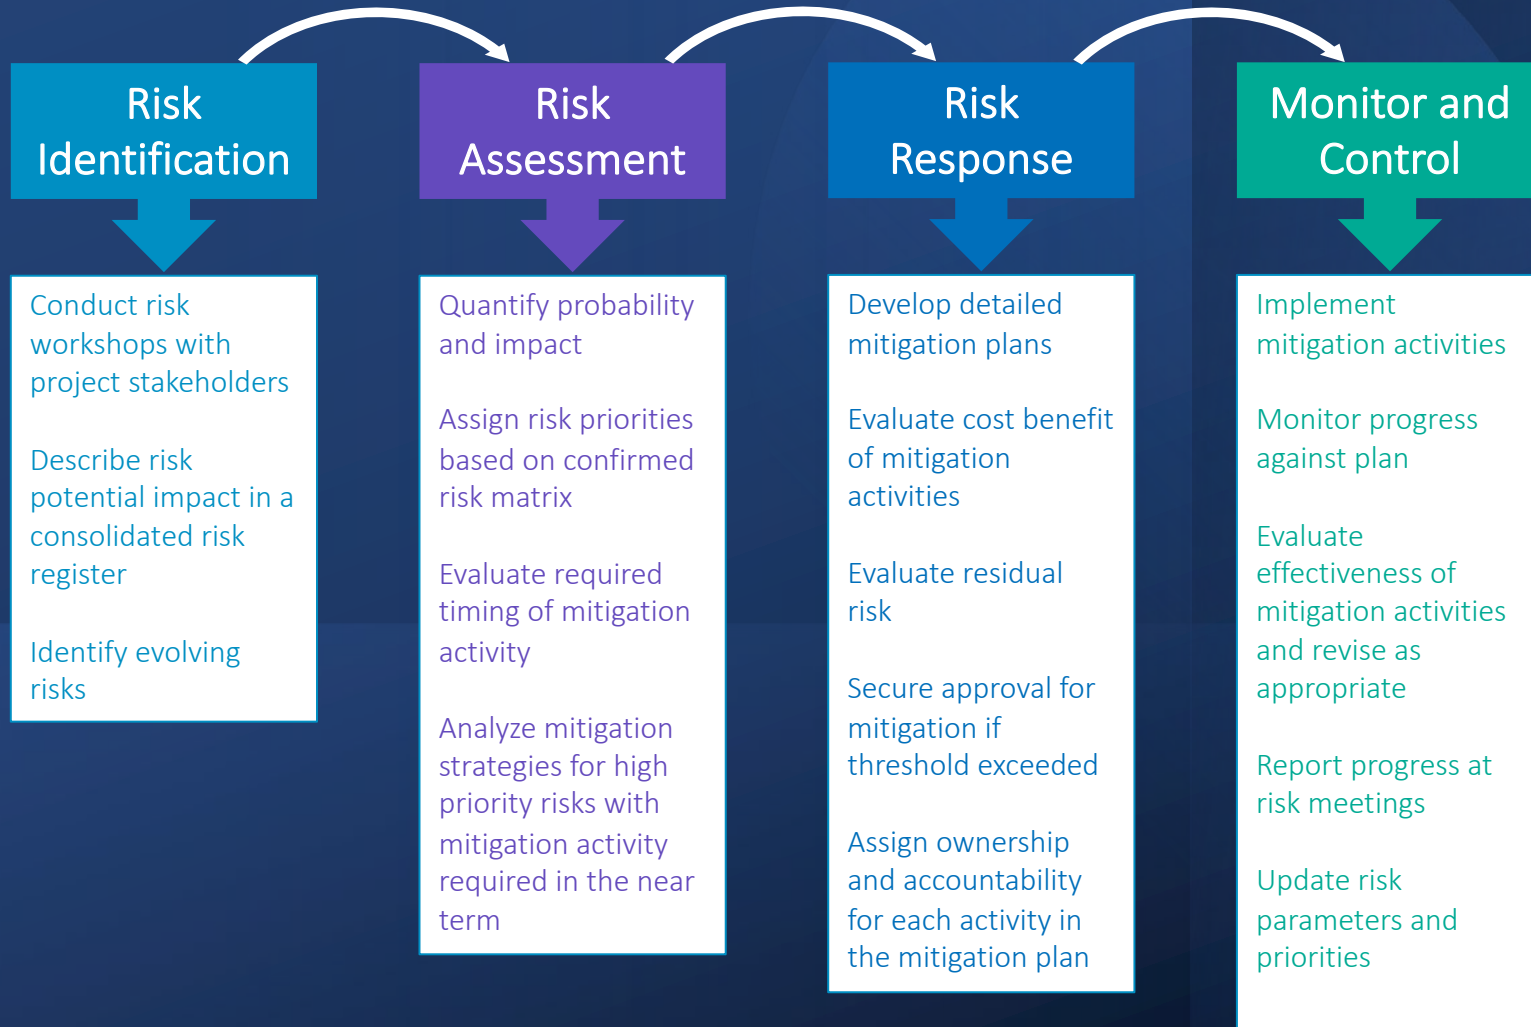 Risk
Identification
Conduct risk
workshops with
project stakeholders
Describe risk
potential impact in a
consolidated risk
register
Identify evolving
risks
Risk
Assessment
Quantify probability
and impact
Assign risk priorities
based on confirmed
risk matrix
Evaluate required
timing of mitigation
activity
Analyze mitigation
strategies for high
priority risks with
mitigation activity
required in the near
term
Risk
Response
Develop detailed
mitigation plans
Evaluate cost benefit
of mitigation
activities
Evaluate residual
risk
Secure approval for
mitigation if
threshold exceeded
Assign ownership
and accountability
for each activity in
the mitigation plan
Monitor and
Control
Implement
mitigation activities
Monitor progress
against plan
Evaluate
effectiveness of
mitigation activities
and revise as
appropriate
Report progress at
risk meetings
Update risk
parameters and
priorities